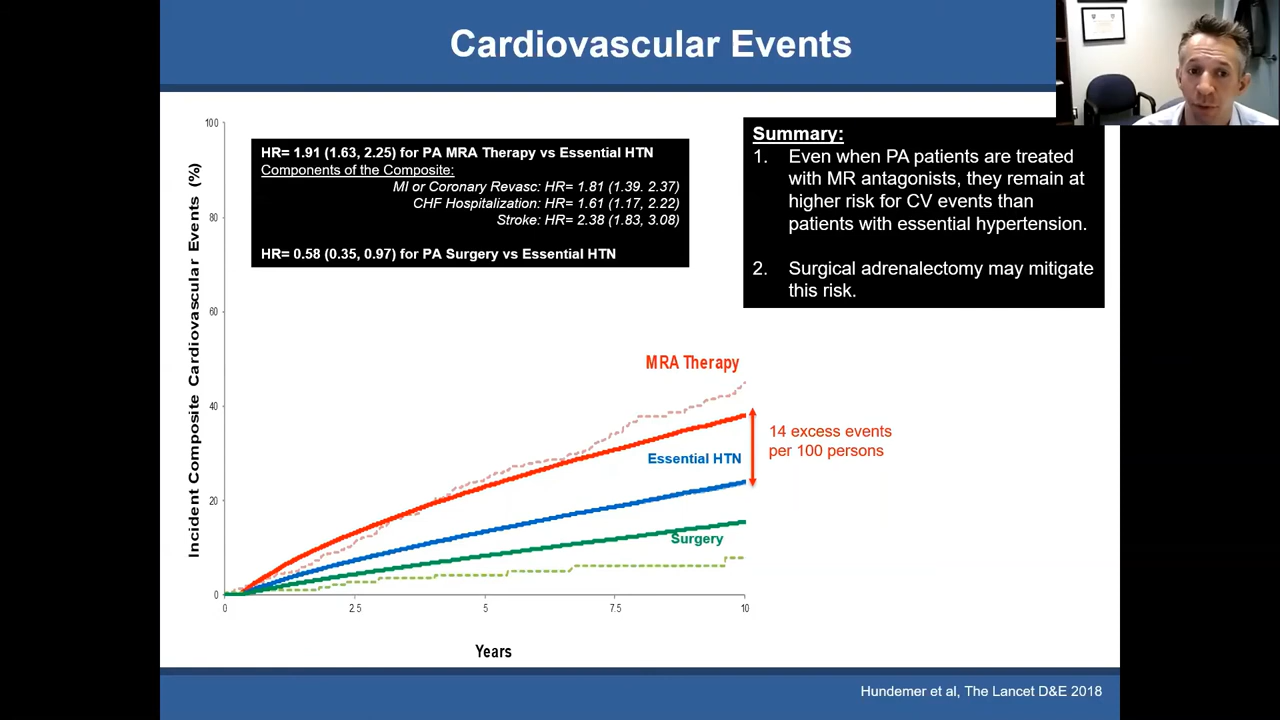 Cardiovascular Events
Incident Composite Cardiovascular Events (%)
100
80
60
40
20
0
HR= 1.91 (1.63, 2.25) for PA MRA Therapy vs Essential HTN
Components of the Composite:
MI or Coronary Revasc: HR= 1.81 (1.39. 2.37)
CHF Hospitalization: HR= 1.61 (1.17, 2.22)
Stroke: HR= 2.38 (1.83, 3.08)
HR= 0.58 (0.35, 0.97) for PA Surgery vs Essential HTN
Summary:
1. Even when PA patients are treated
with MR antagonists, they remain at
higher risk for CV events than
patients with essential hypertension.
2. Surgical adrenalectomy may mitigate
this risk.
MRA Therapy
14 excess events
per 100 persons
Essential HTN
Surgery
0 2.5 5 7.5 10
Years
Hundemer et al, The Lancet D&E 2018